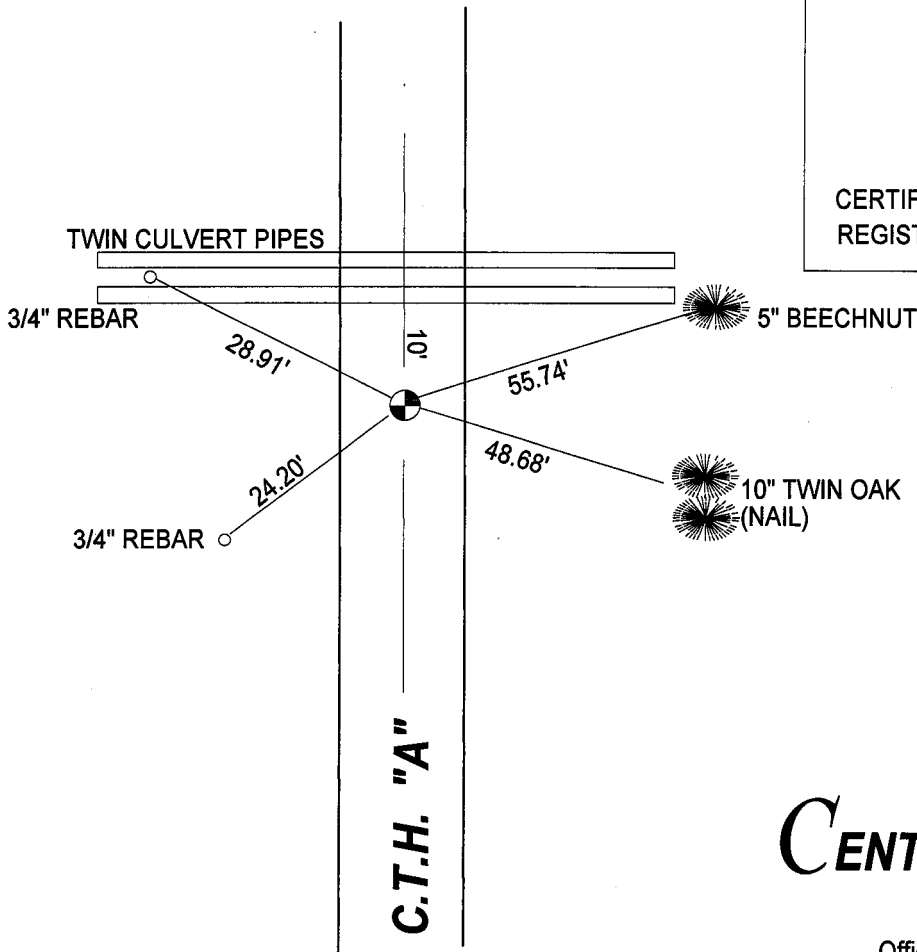 CERTIF
REGIST
TWIN CULVERT PIPES
3/4" REBAR
5" BEECHNUT
10'
28.91'
55.74'
48.68'
24.20'
10" TWIN OAK
(NAIL)
3/4" REBAR
C.T.H. "A"
CENT
Offi